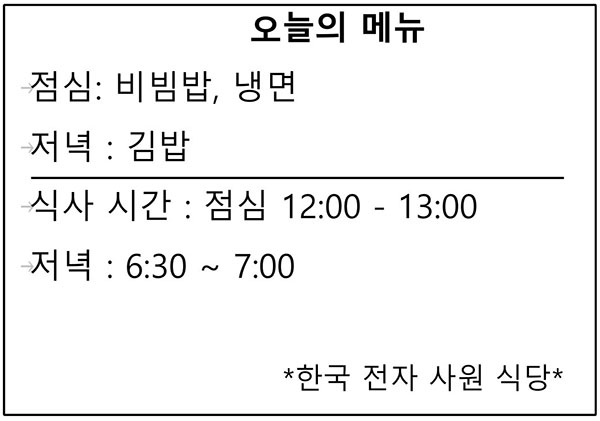 오늘의 메뉴
→점심: 비빔밥, 냉면
→저녁 : 김밥
→식사 시간 : 점심 12:00 - 13:00
→저녁 : 6:30 ~ 7:00
*한국 전자 사원 식당*